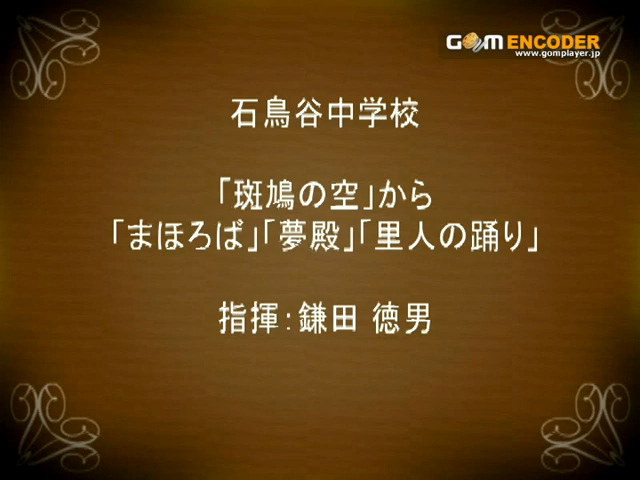 GOM ENCODER
www.gomplayer.jp
石鳥谷中学校
「斑鳩の空」から
「まほろば」「夢殿」「里人の踊り」
指揮：鎌田 徳男